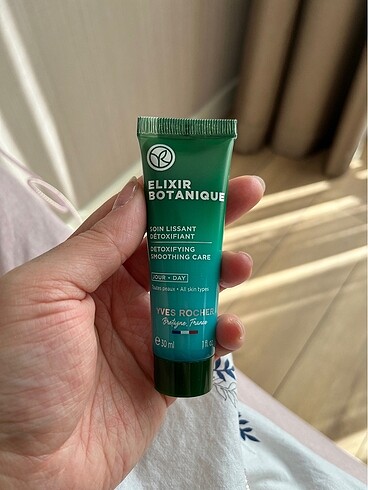 ELIXIR
BOTANIQUE
SOIN LISSANT
DÉTOXIFIANT
DETOXIFYING
SMOOTHING CARE
JOUR • DAY
Toutes peaux • All skin types
YVES ROCHER
Bretagne, France
℮30 ml 1 fl.oz